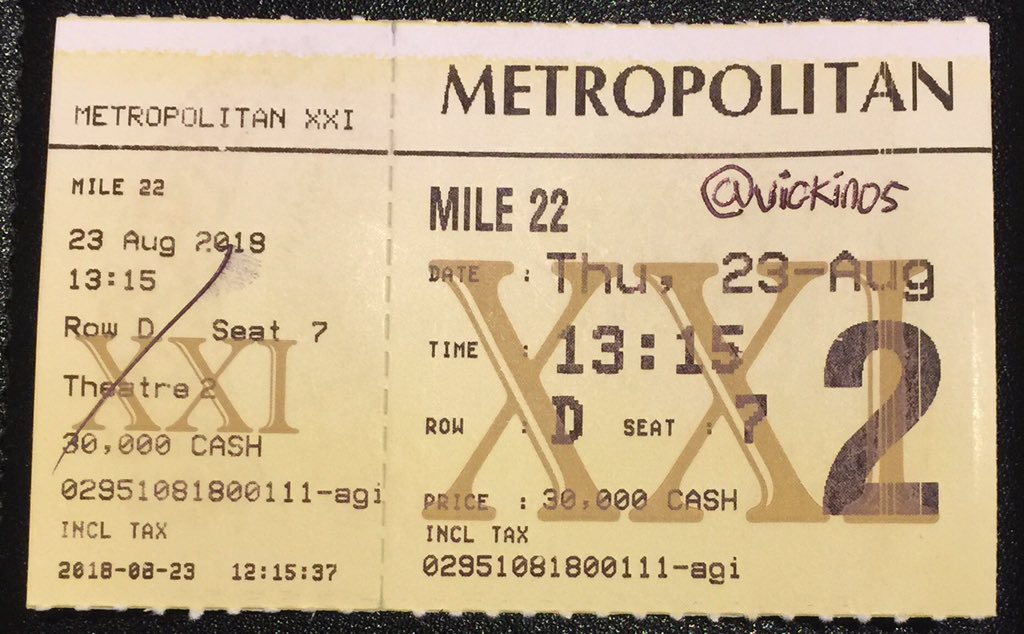 METROPOLITAN XXI
MILE 22
23 Aug 2018
13:15
Row D Seat 7
Theatre 2
30,000 CASH
02951081800111-agi
INCL TAX
2018-08-23 12:15:37
XXI
METROPOLITAN
@vickinos
MILE 22
DATE : Thu, 23-Aug
TIME : 13:15
ROW : D SEAT : 7
2
PRICE : 30,000 CASH
INCL TAX
02951081800111-agi
XXI